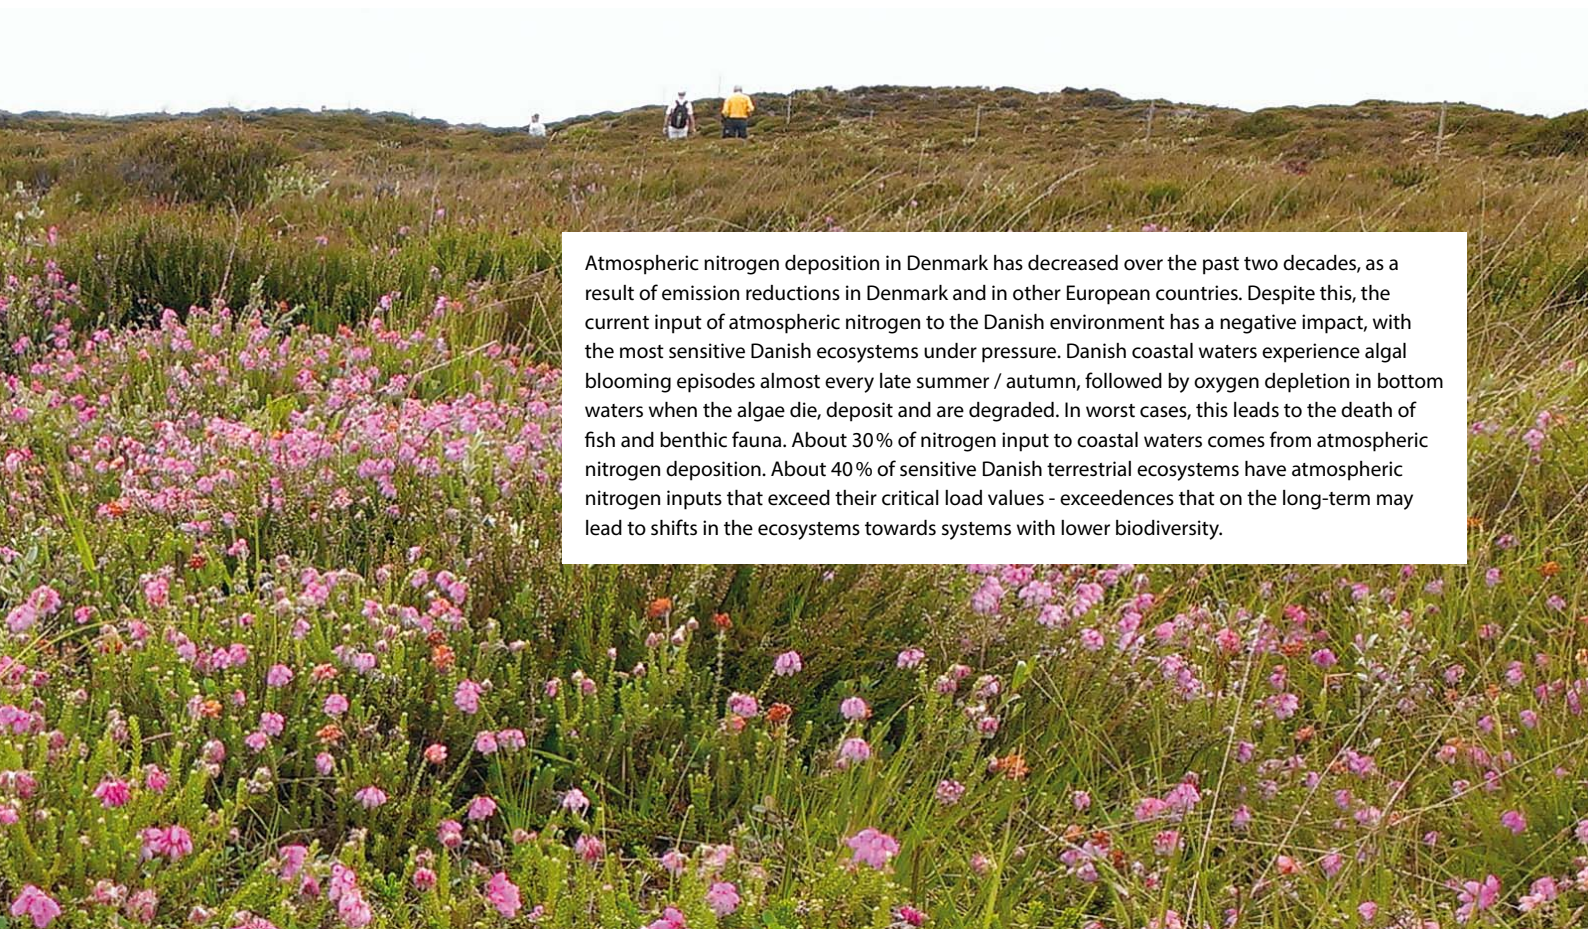 Atmospheric nitrogen deposition in Denmark has decreased over the past two decades, as a
result of emission reductions in Denmark and in other European countries. Despite this, the
current input of atmospheric nitrogen to the Danish environment has a negative impact, with
the most sensitive Danish ecosystems under pressure. Danish coastal waters experience algal
blooming episodes almost every late summer / autumn, followed by oxygen depletion in bottom
waters when the algae die, deposit and are degraded. In worst cases, this leads to the death of
fish and benthic fauna. About 30 % of nitrogen input to coastal waters comes from atmospheric
nitrogen deposition. About 40 % of sensitive Danish terrestrial ecosystems have atmospheric
nitrogen inputs that exceed their critical load values - exceedences that on the long-term may
lead to shifts in the ecosystems towards systems with lower biodiversity.